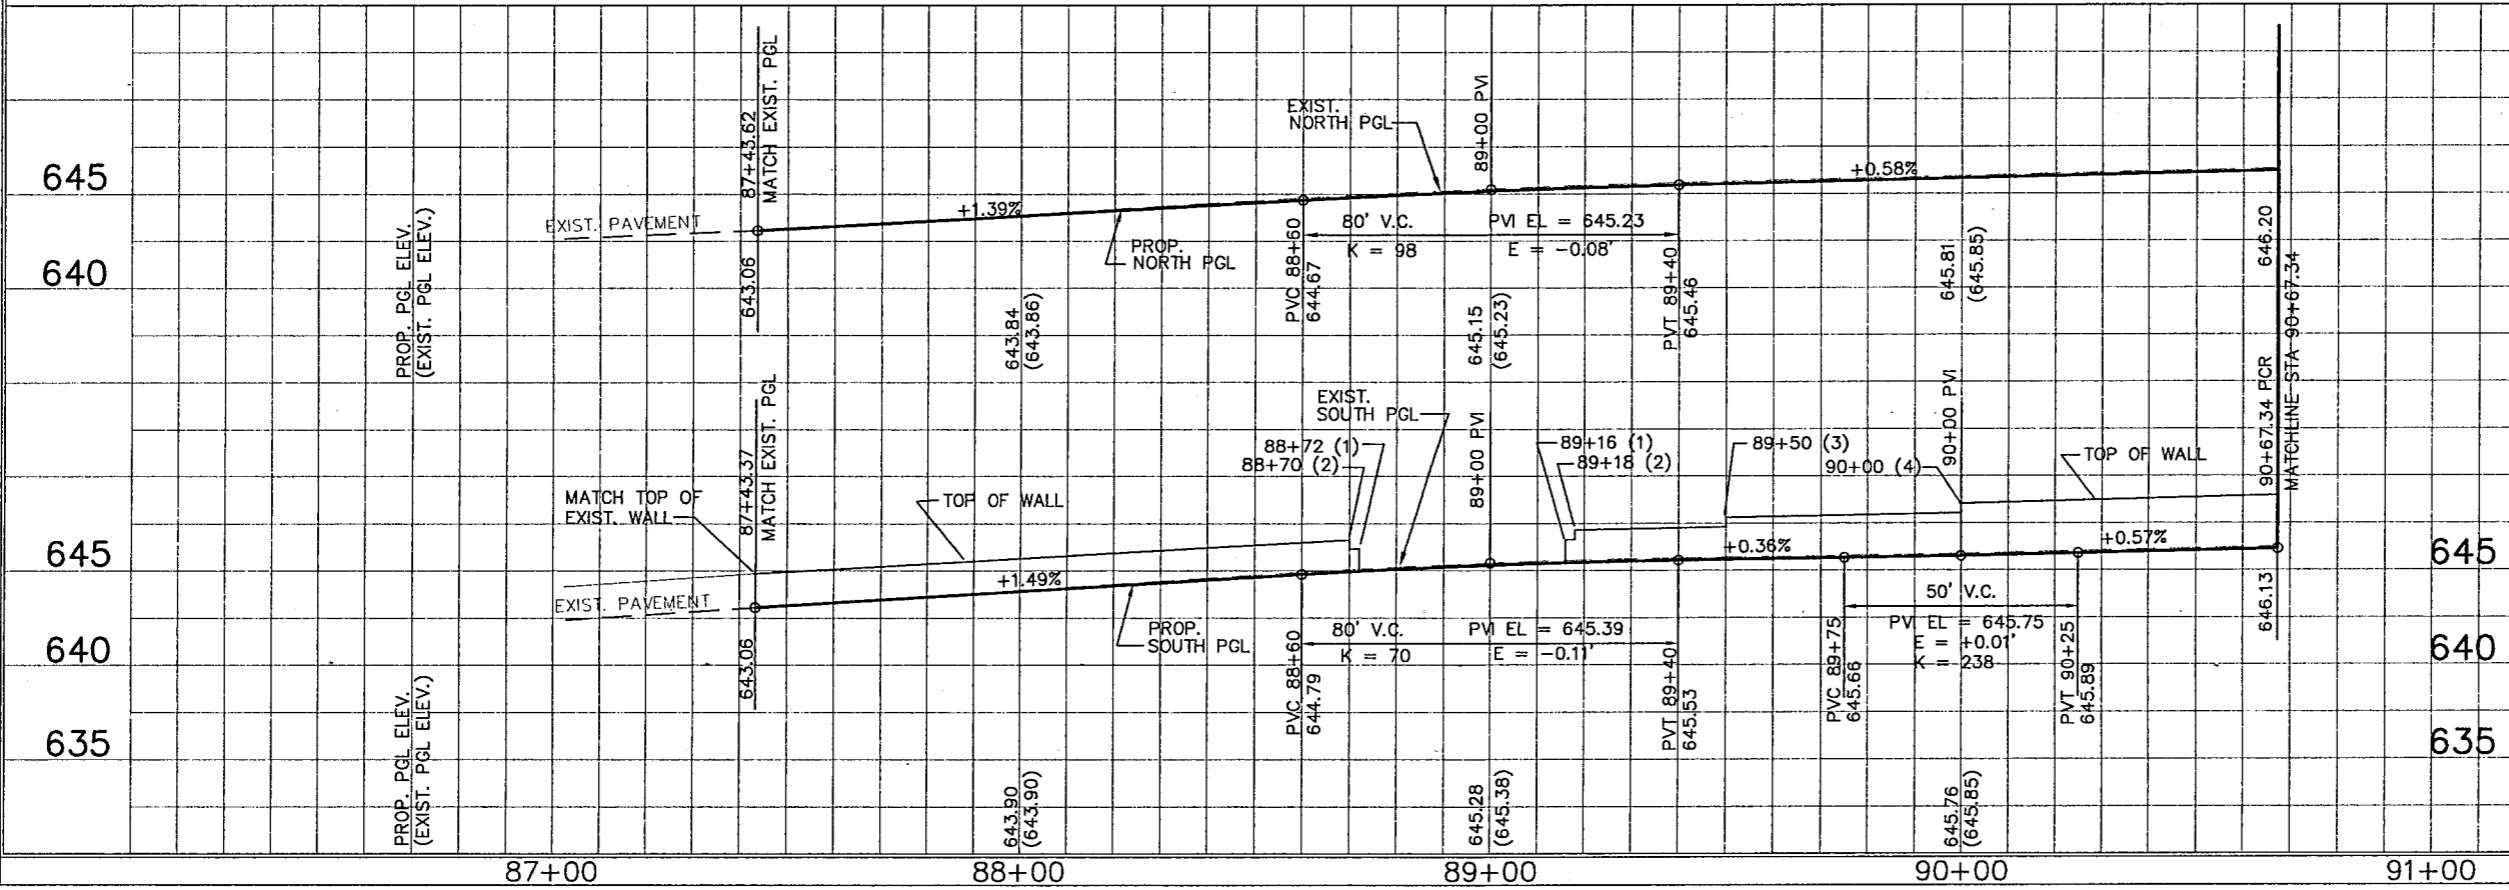 645
640
PROP. PGL ELEV.
(EXIST. PGL ELEV.)
EXIST. PAVEMENT
87+43.62
MATCH EXIST. PGL
643.06
+1.39%
PROP.
NORTH PGL
643.84
(643.86)
EXIST.
NORTH PGL
89+00 PVI
PVC 88+60
644.67
80' V.C.
K = 98
PVI EL = 645.23
E = -0.08'
645.15
(645.23)
PVT 89+40
645.46
+0.58%
645.81
(645.85)
646.20
MATCHLINE STA 90+67.34
90+67.34 PCR
645
640
635
PROP. PGL ELEV.
(EXIST. PGL ELEV.)
MATCH TOP OF
EXIST. WALL
87+43.37
MATCH EXIST. PGL
EXIST. PAVEMENT
643.06
TOP OF WALL
+1.49%
PROP.
SOUTH PGL
643.90
(643.90)
EXIST.
SOUTH PGL
88+72 (1)
88+70 (2)
89+00 PVI
89+16 (1)
89+18 (2)
89+50 (3)
90+00 (4)
90+00 PVI
TOP OF WALL
PVC 88+60
644.79
80' V.C.
K = 70
PVI EL = 645.39
E = -0.11'
645.28
(645.38)
PVT 89+40
645.53
+0.36%
PVC 89+75
645.66
50' V.C.
PVI EL = 645.75
E = +0.01'
K = 238
645.76
(645.85)
PVT 90+25
645.89
+0.57%
646.13
645
640
635
87+00
88+00
89+00
90+00
91+00